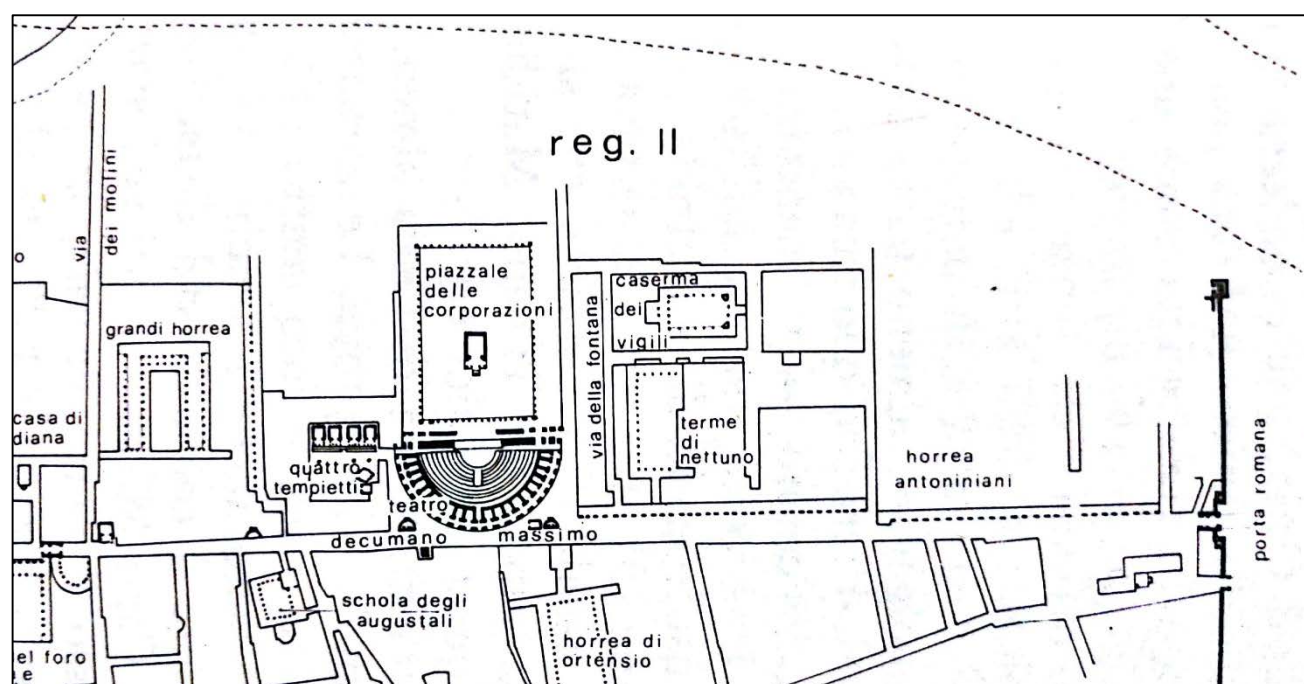 reg. II
via
dei molini
o
piazzale
delle
corporazioni
caserma
dei
vigili
grandi horrea
via della fontana
casa di
diana
quattro
tempietti
teatro
terme
di
nettuno
horrea
antoniniani
porta romana
decumano massimo
schola degli
augustali
horrea di
ortensio
el foro
te